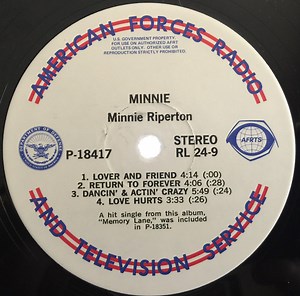 AMERICAN FORCES RADIO
U.S. GOVERNMENT PROPERTY.
FOR USE ON AUTHORIZED AFRT
OUTLETS ONLY. OTHER USE OR
REPRODUCTION STRICTLY PROHIBITED.
MINNIE
Minnie Riperton
DEPARTMENT OF DEFENSE
AFRTS
P-18417
STEREO
RL 24-9
1. LOVER AND FRIEND 4:14 (:00)
2. RETURN TO FOREVER 4:06 (:28)
3. DANCIN' & ACTIN' CRAZY 5:49 (:24)
4. LOVE HURTS 3:33 (:26)
A hit single from this album,
"Memory Lane," was included
in P-18351.
AND TELEVISION SERVICE